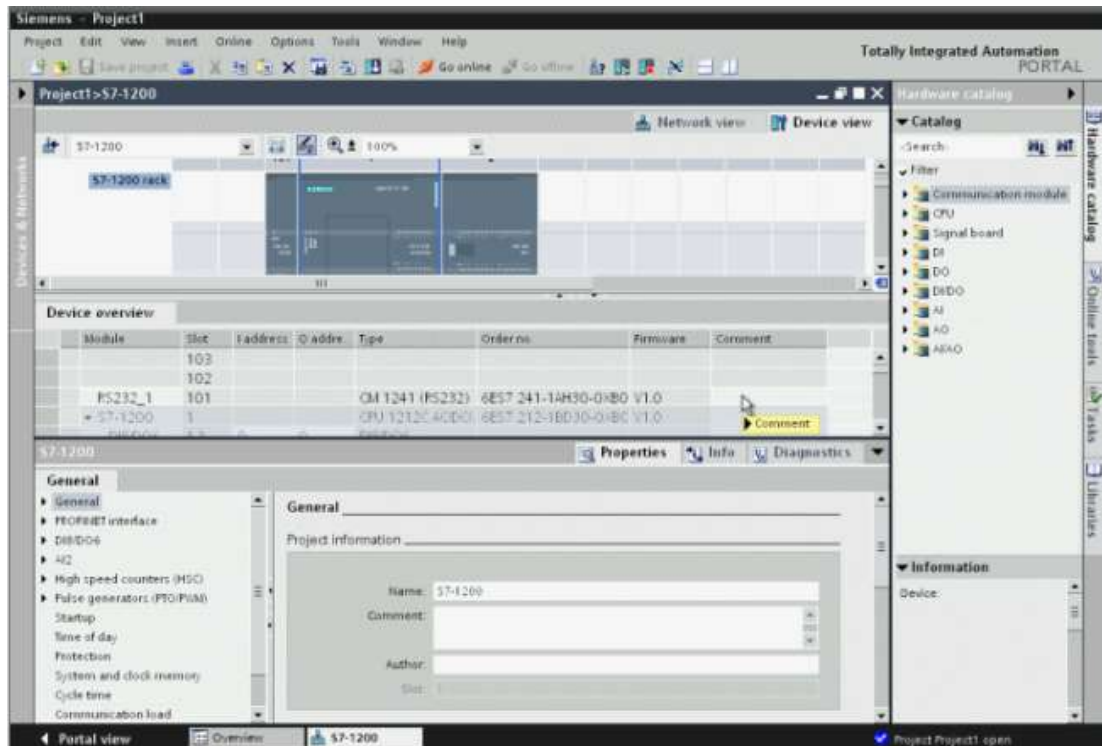 Siemens - Project1
Project Edit View Insert Online Options Tools Window Help
Totally Integrated Automation
PORTAL
Save project Go online Go offline
Project1>S7-1200
Hardware catalog
Network view Device view
Catalog
S7-1200 100%
<Search>
Filter
S7-1200 rack
Communication module
CPU
Signal board
DI
DO
DI/DO
AI
AO
AI/AO
Devices & Networks
Hardware catalog
Online tools
Tasks
Libraries
SIEMENS
Device overview
Module Slot I address Q addre. Type Order no. Firmware Comment
103
102
RS232_1 101 CM 1241 (RS232) 6ES7 241-1AH30-0XB0 V1.0
S7-1200 1 6ES7 212-1BD30-0XB0 V1.0
Comment
S7-1200
Properties Info Diagnostics
General
General
PROFINET interface
DI8/DO6
AI2
High speed counters (HSC)
Pulse generators (PTO/PWM)
Startup
Time of day
Protection
System and clock memory
Cycle time
Communication load
General
Project information
Name: S7-1200
Comment:
Author:
Slot: 1
Information
Device:
Portal view Overview S7-1200
Project Project1 open